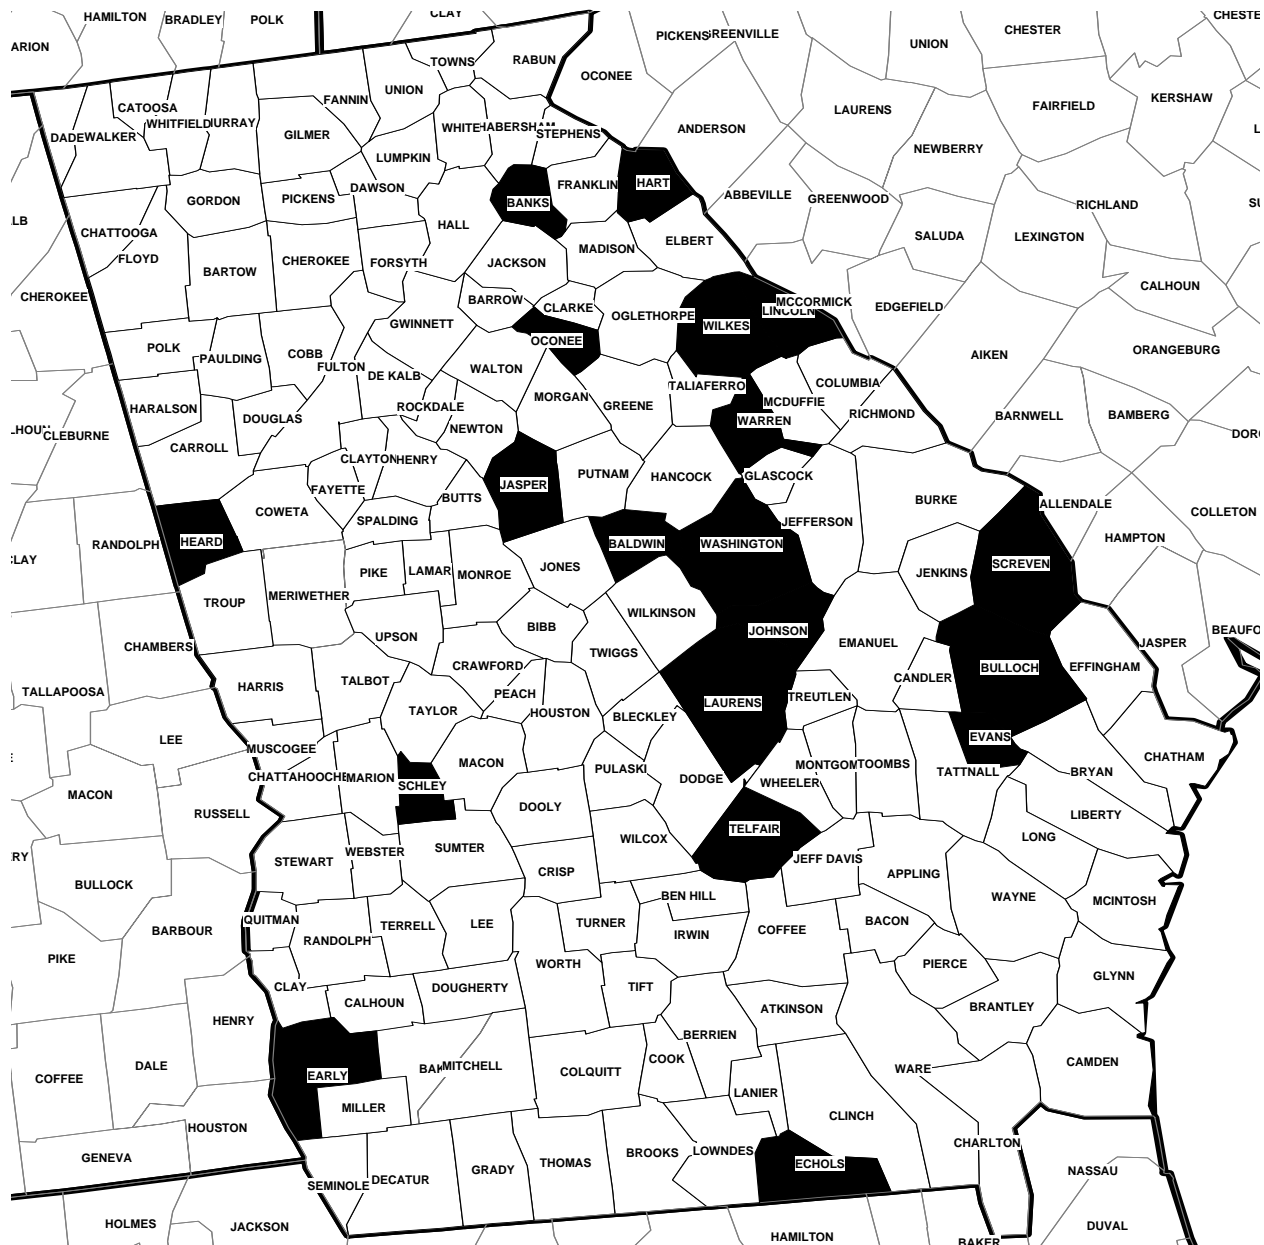 HAMILTON
BRADLEY
POLK
CLAY
PICKENS
GREENVILLE
UNION
CHESTER
CHESTE
ARION
TOWNS
RABUN
OCONEE
UNION
FANNIN
CATOOSA
WHITFIELD
MURRAY
DADE
WALKER
GILMER
WHITE
HABERSHAM
STEPHENS
ANDERSON
LAURENS
FAIRFIELD
KERSHAW
NEWBERRY
LUMPKIN
DAWSON
PICKENS
GORDON
BANKS
FRANKLIN
HART
ABBEVILLE
GREENWOOD
RICHLAND
SU
LB
CHATTOOGA
FLOYD
HALL
ELBERT
MADISON
SALUDA
LEXINGTON
BARTOW
CHEROKEE
FORSYTH
JACKSON
CALHOUN
CHEROKEE
BARROW
CLARKE
OGLETHORPE
WILKES
LINCOLN
MCCORMICK
EDGEFIELD
GWINNETT
OCONEE
POLK
PAULDING
COBB
FULTON
DE KALB
WALTON
AIKEN
ORANGEBURG
TALIAFERRO
COLUMBIA
HARALSON
DOUGLAS
ROCKDALE
MORGAN
GREENE
MCDUFFIE
RICHMOND
BARNWELL
BAMBERG
LHOUN
CLEBURNE
CARROLL
NEWTON
WARREN
DORC
CLAYTON
HENRY
PUTNAM
HANCOCK
GLASCOCK
FAYETTE
BUTTS
JASPER
BURKE
ALLENDALE
COWETA
SPALDING
JEFFERSON
COLLETON
HEARD
RANDOLPH
BALDWIN
WASHINGTON
HAMPTON
CLAY
PIKE
LAMAR
MONROE
JONES
JENKINS
SCREVEN
TROUP
MERIWETHER
WILKINSON
UPSON
BIBB
JOHNSON
EMANUEL
BEAUFO
CHAMBERS
TWIGGS
JASPER
CRAWFORD
BULLOCH
EFFINGHAM
TALLAPOOSA
HARRIS
TALBOT
PEACH
CANDLER
TAYLOR
HOUSTON
BLECKLEY
LAURENS
TREUTLEN
LEE
MUSCOGEE
EVANS
CHATHAM
CHATTAHOOCHE
MARION
MACON
PULASKI
DODGE
WHEELER
MONTGOM
TOOMBS
TATTNALL
BRYAN
MACON
SCHLEY
RUSSELL
DOOLY
LIBERTY
RY
TELFAIR
LONG
STEWART
WEBSTER
SUMTER
WILCOX
JEFF DAVIS
BULLOCK
CRISP
APPLING
BEN HILL
WAYNE
MCINTOSH
BARBOUR
QUITMAN
RANDOLPH
TERRELL
LEE
TURNER
IRWIN
COFFEE
BACON
PIKE
WORTH
PIERCE
GLYNN
CLAY
CALHOUN
DOUGHERTY
TIFT
ATKINSON
BRANTLEY
HENRY
BERRIEN
COFFEE
DALE
EARLY
BAK
MITCHELL
COLQUITT
COOK
WARE
CAMDEN
LANIER
MILLER
CLINCH
HOUSTON
GENEVA
BROOKS
LOWNDES
CHARLTON
SEMINOLE
DECATUR
GRADY
THOMAS
ECHOLS
NASSAU
HOLMES
JACKSON
HAMILTON
BAKER
DUVAL